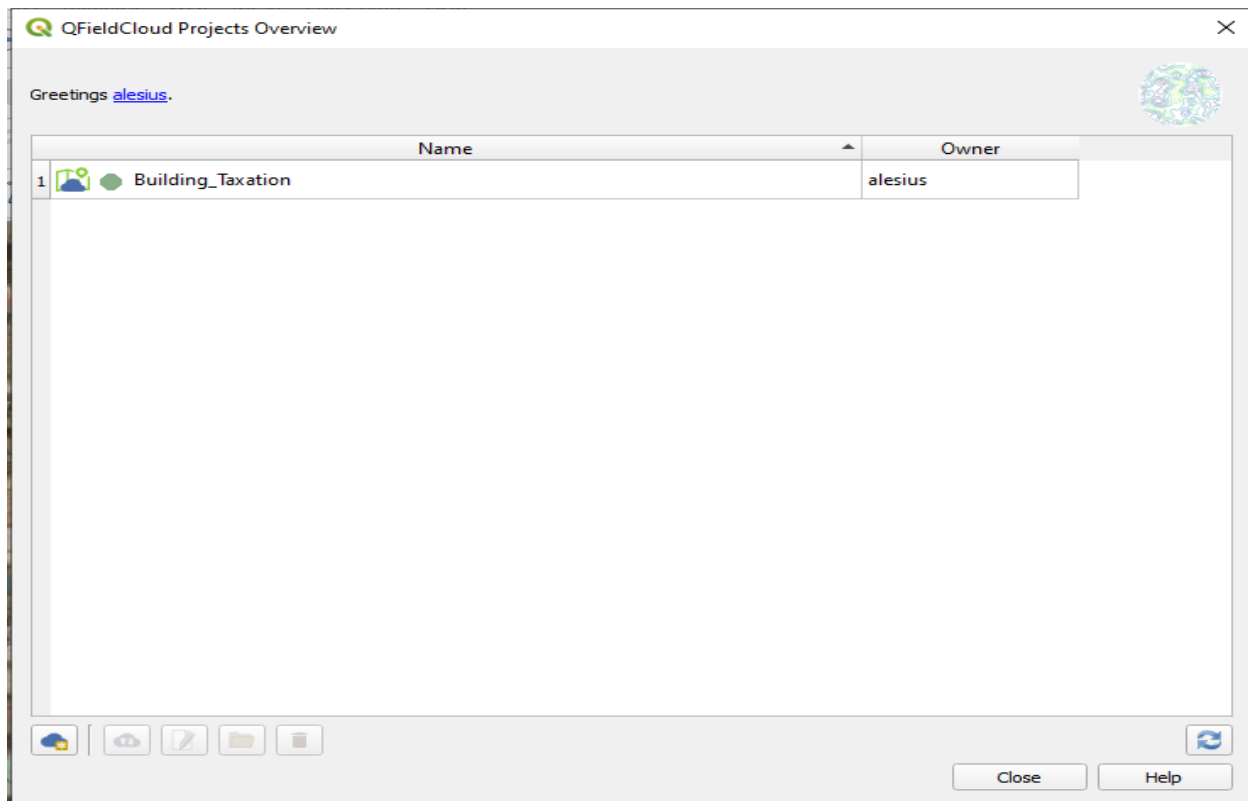 QFieldCloud Projects Overview
Greetings alesius.
Name Owner
1 Building_Taxation alesius
Close Help